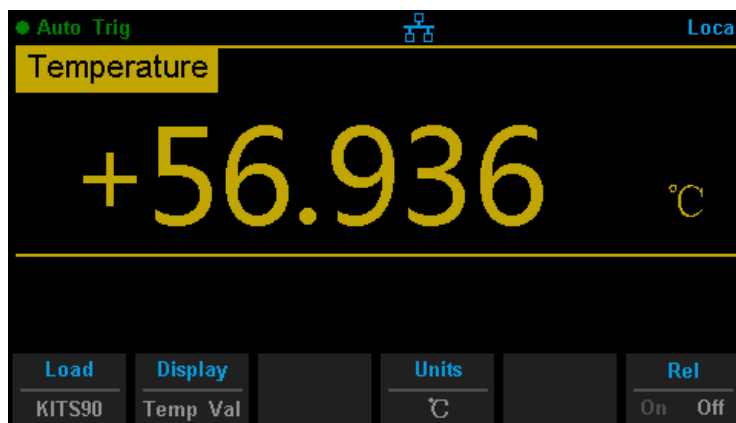 Auto Trig Loca
Temperature
+56.936 ℃
Load Display Units Rel
KITS90 Temp Val ℃ On Off